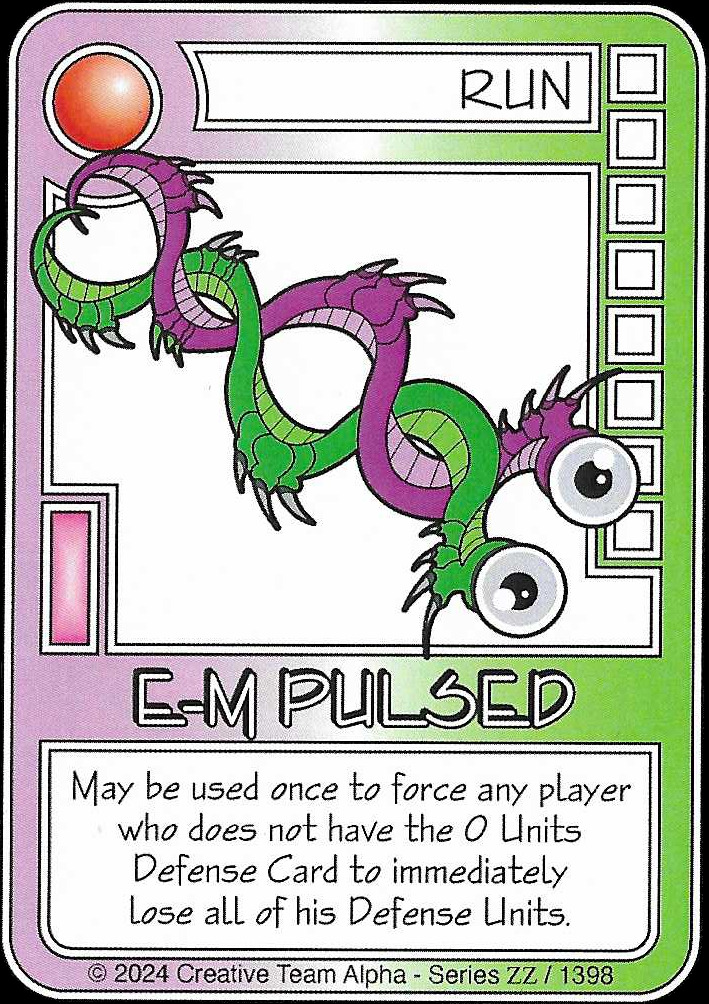 RUN
E-M PULSED
May be used once to force any player
who does not have the 0 Units
Defense Card to immediately
lose all of his Defense Units.
© 2024 Creative Team Alpha - Series ZZ / 1398